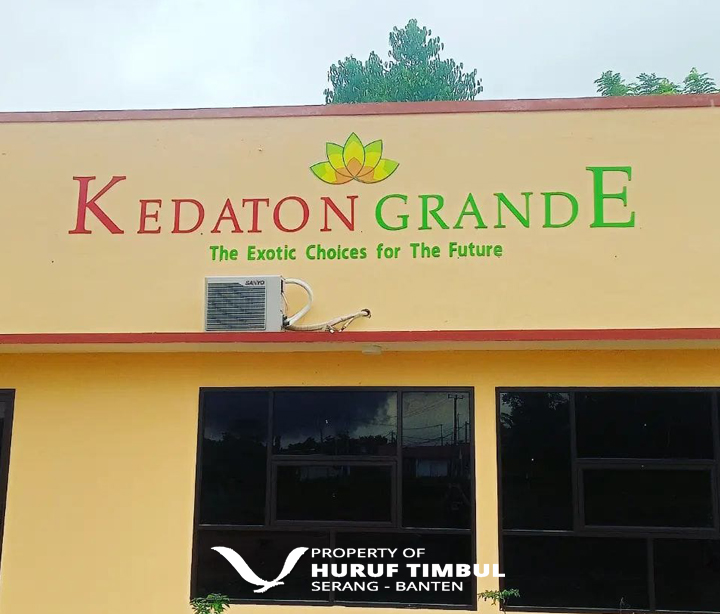 KEDATON GRANDE
The Exotic Choices for The Future
SANYO
PROPERTY OF
HURUF TIMBUL
SERANG - BANTEN